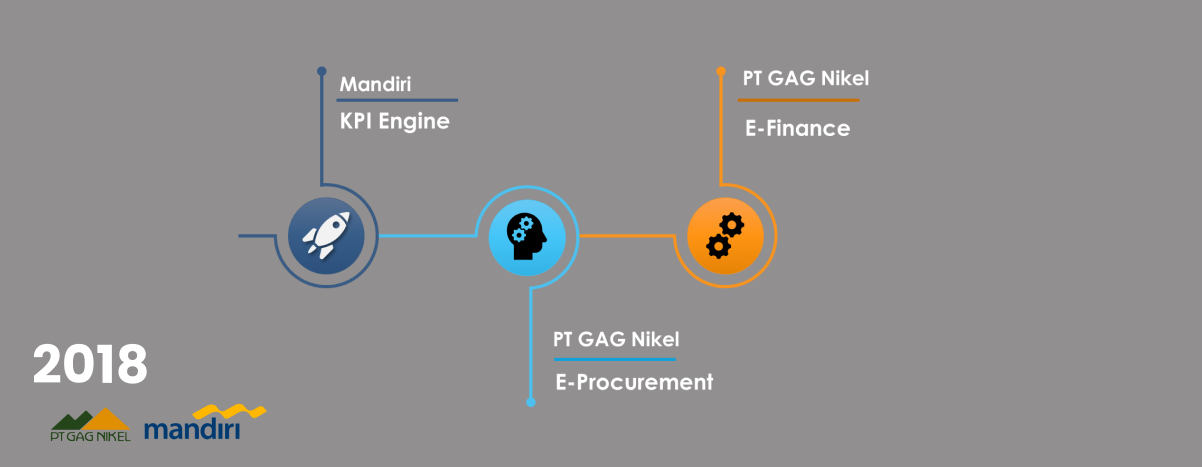 Mandiri
KPI Engine
PT GAG Nikel
E-Finance
PT GAG Nikel
E-Procurement
2018
PT GAG NIKEL
mandiri